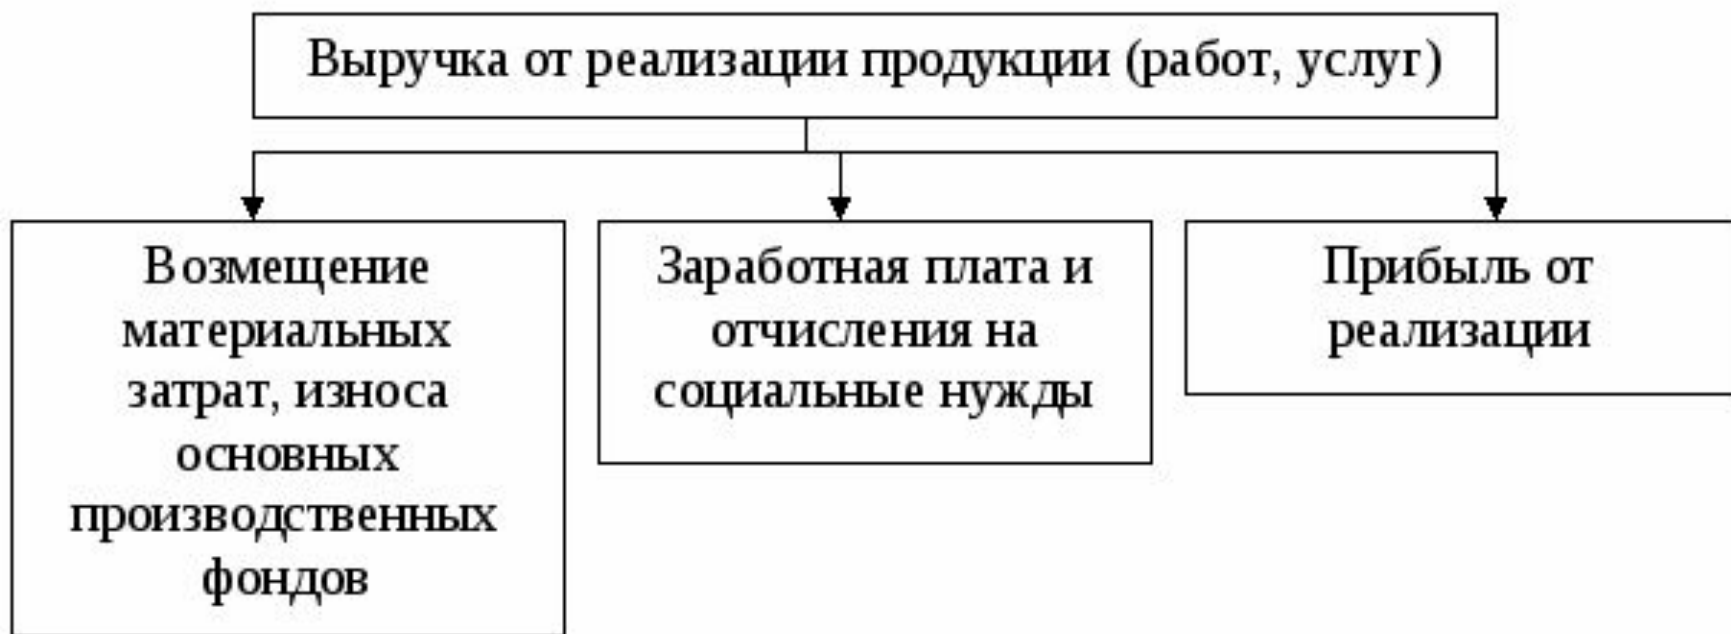 Выручка от реализации продукции (работ, услуг)
Возмещение
материальных
затрат, износа
основных
производственных
фондов
Заработная плата и
отчисления на
социальные нужды
Прибыль от
реализации